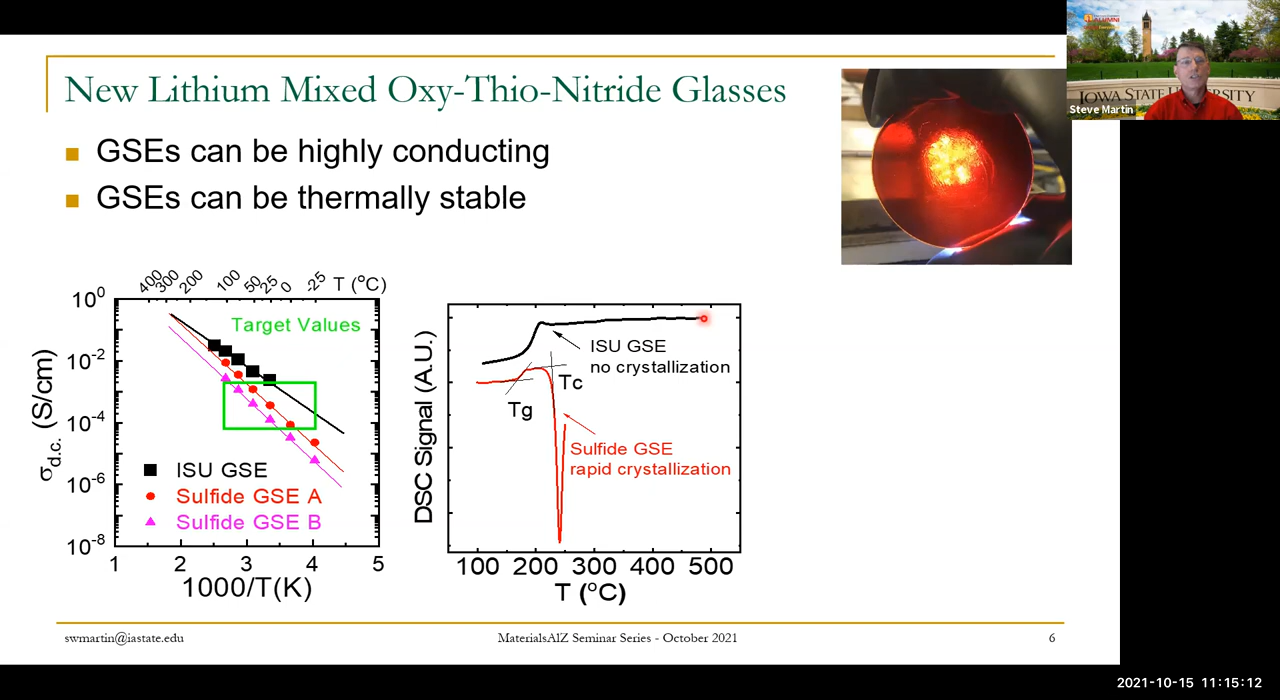 New Lithium Mixed Oxy-Thio-Nitride Glasses
GSEs can be highly conducting
GSEs can be thermally stable
ALUMNI
IOWA STATE UNIVERSITY
Steve Martin
400 300 200 100 50 25 0 -25 T (°C)
10⁰
10⁻²
10⁻⁴
10⁻⁶
10⁻⁸
σd.c. (S/cm)
Target Values
ISU GSE
Sulfide GSE A
Sulfide GSE B
1 2 3 4 5
1000/T(K)
DSC Signal (A.U.)
ISU GSE
no crystallization
Tc
Tg
Sulfide GSE
rapid crystallization
100 200 300 400 500
T (°C)
swmartin@iastate.edu
MaterialsAlZ Seminar Series - October 2021
6
2021-10-15 11:15:12